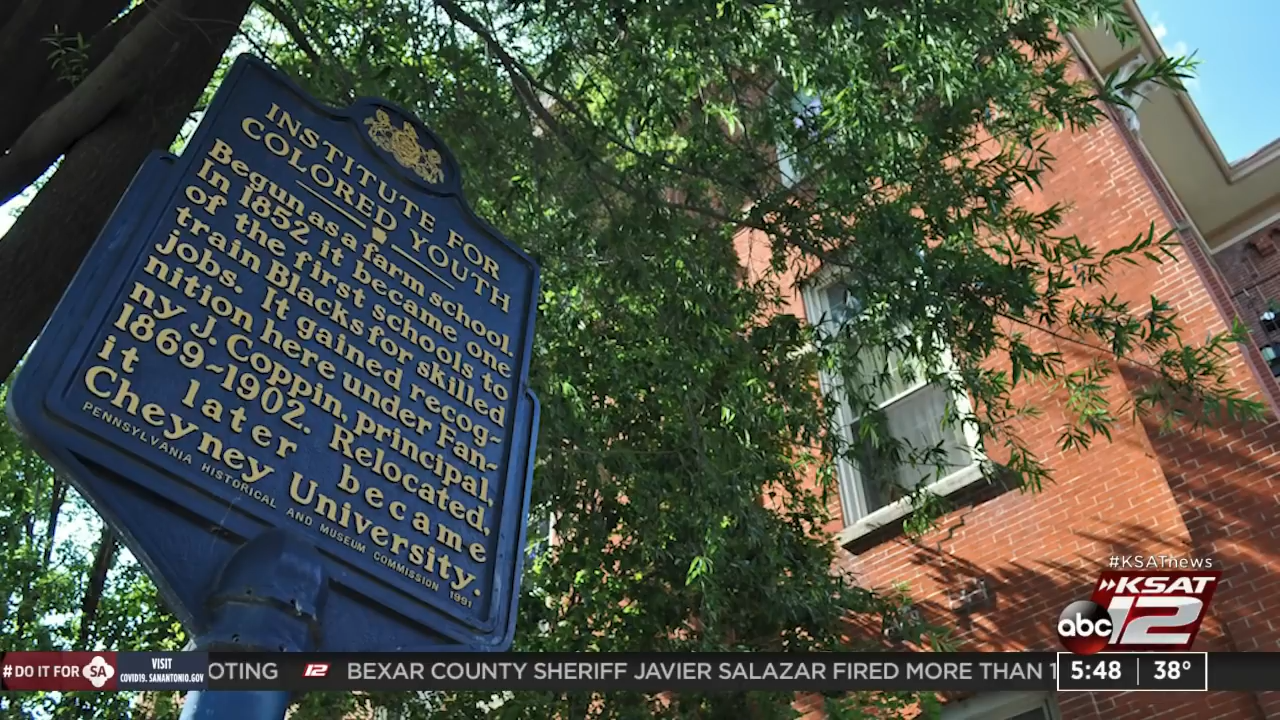 INSTITUTE FOR
COLORED YOUTH
Begun as a farm school.
In 1852 it became one
of the first schools to
train Blacks for skilled
jobs. It gained recog-
nition here under Fan-
ny J. Coppin, principal,
1869-1902. Relocated,
it later became
Cheyney University.
PENNSYLVANIA HISTORICAL AND MUSEUM COMMISSION 1991
#KSATnews
KSAT
abc 12
#DO IT FOR SA
VISIT
COVID19.SANANTONIO.GOV
OTING 12 BEXAR COUNTY SHERIFF JAVIER SALAZAR FIRED MORE THAN 1
5:48 38°